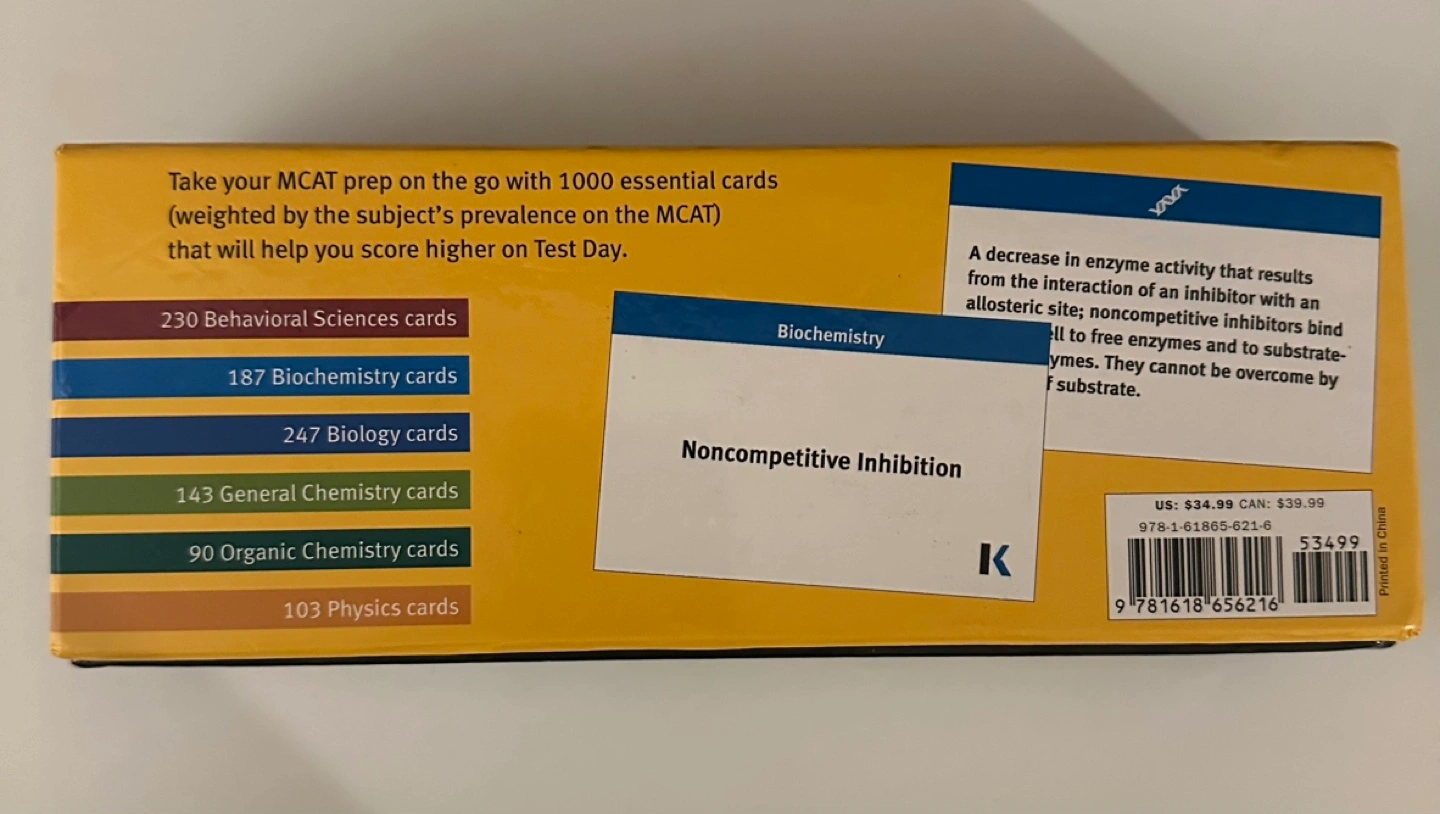 Take your MCAT prep on the go with 1000 essential cards
(weighted by the subject's prevalence on the MCAT)
that will help you score higher on Test Day.
230 Behavioral Sciences cards
187 Biochemistry cards
247 Biology cards
143 General Chemistry cards
90 Organic Chemistry cards
103 Physics cards
Biochemistry
Noncompetitive Inhibition
K
A decrease in enzyme activity that results
from the interaction of an inhibitor with an
allosteric site; noncompetitive inhibitors bind
to free enzymes and to substrate-
They cannot be overcome by
substrate.
US: $34.99 CAN: $39.99
978-1-61865-621-6
53499
9 781618 656216
Printed in China